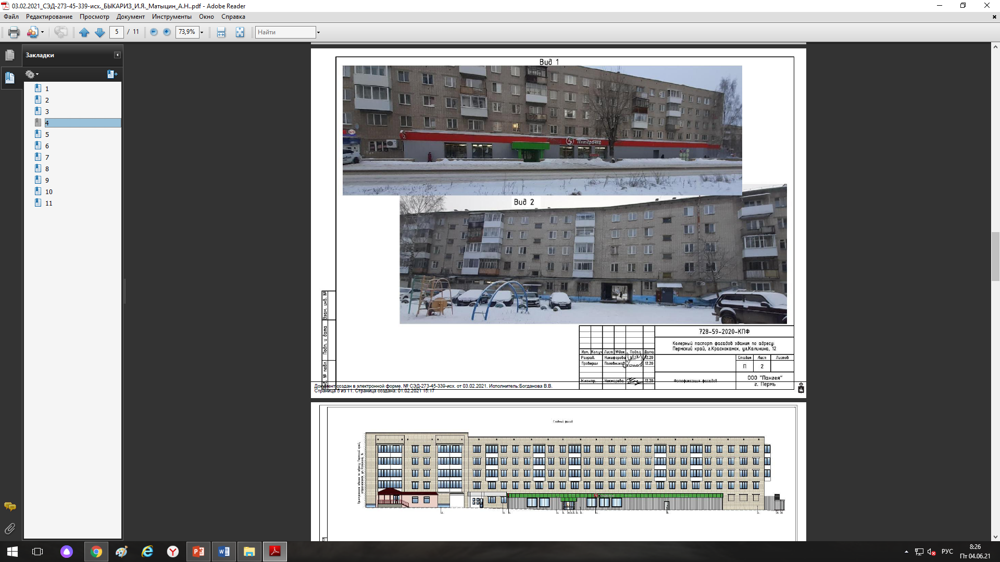 03.02.2021_СЭД-273-45-339-исх._БЫКАРИЗ_И.Я._Матыцин_А.Н..pdf - Adobe Reader
Файл Редактирование Просмотр Документ Инструменты Окно Справка
5 / 11 73,9% Найти
Закладки
1
2
3
4
5
6
7
8
9
10
11
Вид 1
Пятёрочка
Вид 2
Взам. инв. №
Подп. и дата
Инв. № подл.
728-59-2020-КПФ
Колерный паспорт фасадов здания по адресу:
Пермский край, г.Краснокамск, ул.Калинина, 12
Изм. Кол.уч Лист №док Подп. Дата
Разраб. Никифорова 12.20
Проверил Половников 12.20
Н.контр. Чекмарева 12.20
Стадия Лист Листов
П 2
Фотофиксация фасадов
ООО "Пангея"
г. Пермь
Документ создан в электронной форме. № СЭД-273-45-339-исх. от 03.02.2021. Исполнитель:Богданова В.В.
Страница 5 из 11. Страница создана: 01.02.2021 15:17
Главный фасад
РУС
8:26
Пт 04.06.21